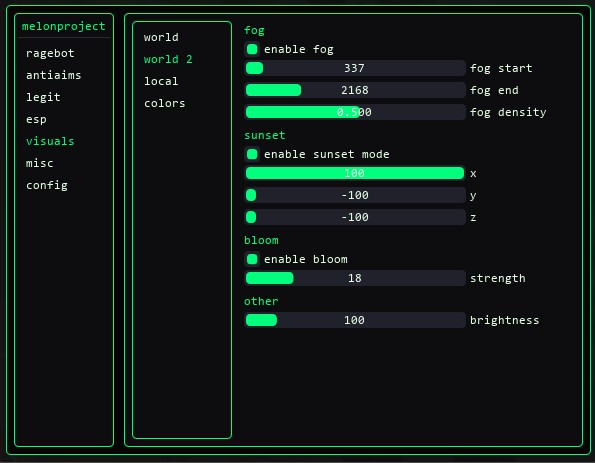 melonproject
ragebot
antiaims
legit
esp
visuals
misc
config
world
world 2
local
colors
fog
enable fog
337 fog start
2168 fog end
0.500 fog density
sunset
enable sunset mode
100 x
-100 y
-100 z
bloom
enable bloom
18 strength
other
100 brightness